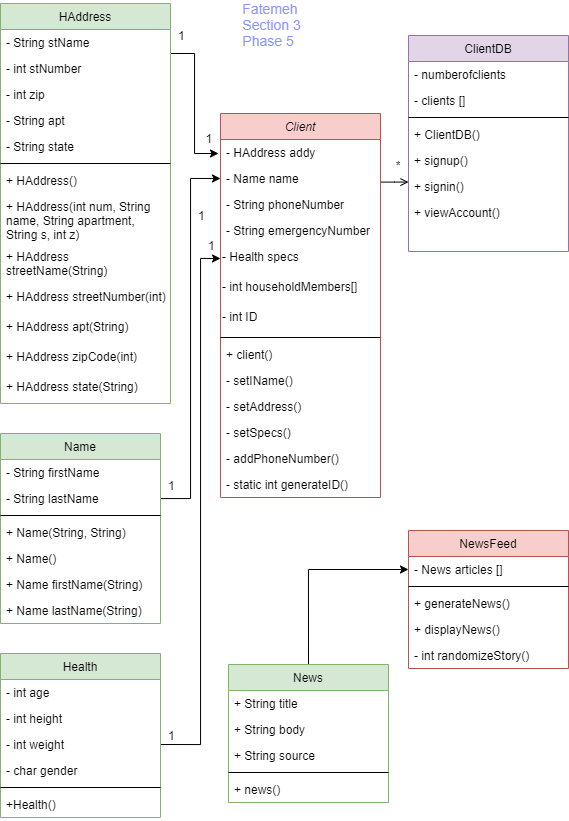 Fatemeh
Section 3
Phase 5
HAddress
- String stName
- int stNumber
- int zip
- String apt
- String state
+ HAddress()
+ HAddress(int num, String
name, String apartment,
String s, int z)
+ HAddress
streetName(String)
+ HAddress streetNumber(int)
+ HAddress apt(String)
+ HAddress zipCode(int)
+ HAddress state(String)
1
1
Client
- HAddress addy
- Name name
- String phoneNumber
- String emergencyNumber
- Health specs
- int householdMembers[]
- int ID
+ client()
- setIName()
- setAddress()
- setSpecs()
- addPhoneNumber()
- static int generateID()
1
1
*
ClientDB
- numberofclients
- clients []
+ ClientDB()
+ signup()
+ signin()
+ viewAccount()
Name
- String firstName
- String lastName
+ Name(String, String)
+ Name()
+ Name firstName(String)
+ Name lastName(String)
1
Health
- int age
- int height
- int weight
- char gender
+Health()
1
News
+ String title
+ String body
+ String source
+ news()
NewsFeed
- News articles []
+ generateNews()
+ displayNews()
- int randomizeStory()